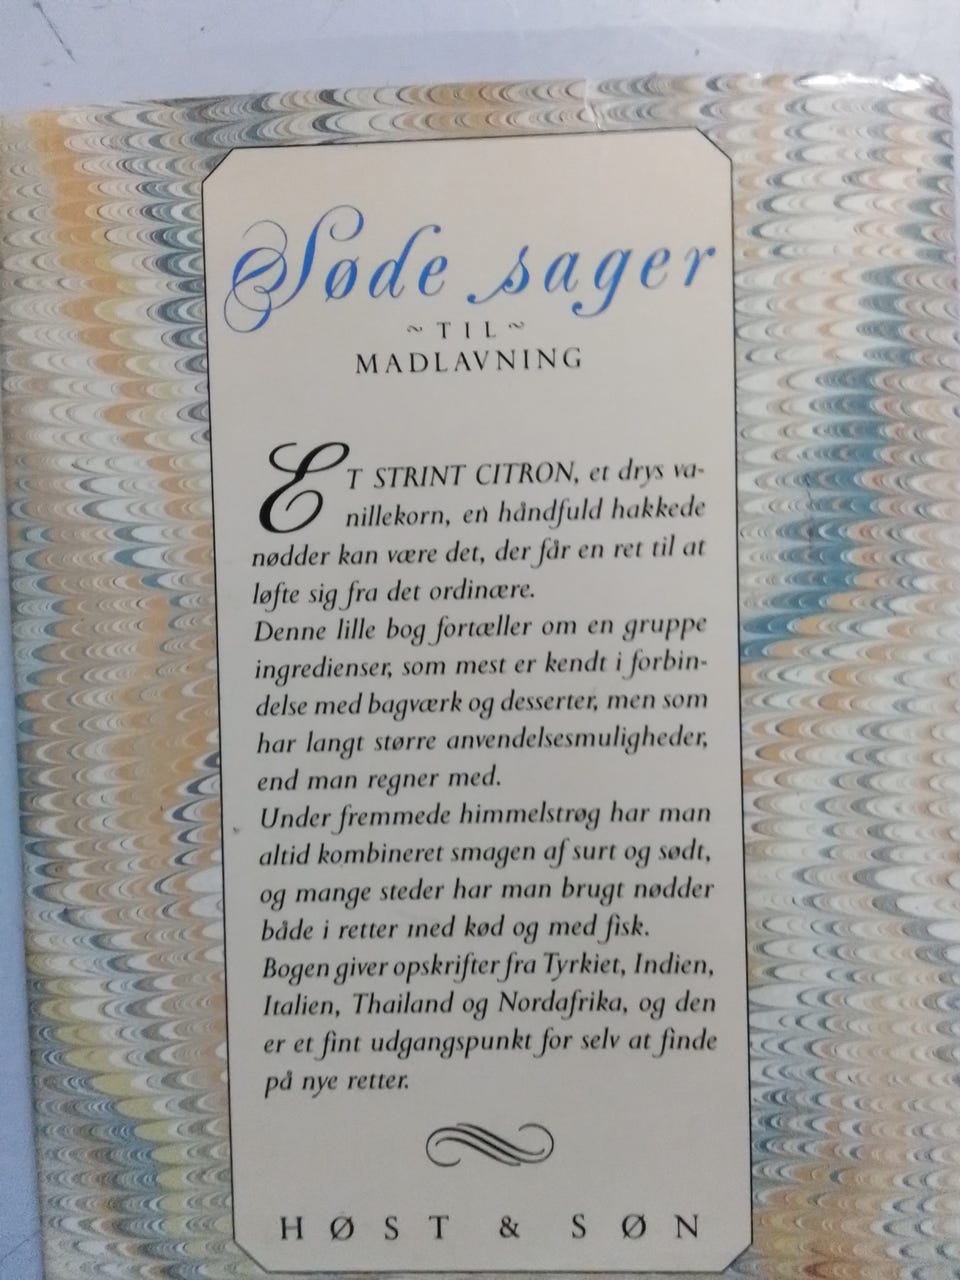 Søde sager
~ TIL ~
MADLAVNING
ET STRINT CITRON, et drys va-
nillekorn, en håndfuld hakkede
nødder kan være det, der får en ret til at
løfte sig fra det ordinære.
Denne lille bog fortæller om en gruppe
ingredienser, som mest er kendt i forbin-
delse med bagværk og desserter, men som
har langt større anvendelsesmuligheder,
end man regner med.
Under fremmede himmelstrøg har man
altid kombineret smagen af surt og sødt,
og mange steder har man brugt nødder
både i retter med kød og med fisk.
Bogen giver opskrifter fra Tyrkiet, Indien,
Italien, Thailand og Nordafrika, og den
er et fint udgangspunkt for selv at finde
på nye retter.
HØST & SØN